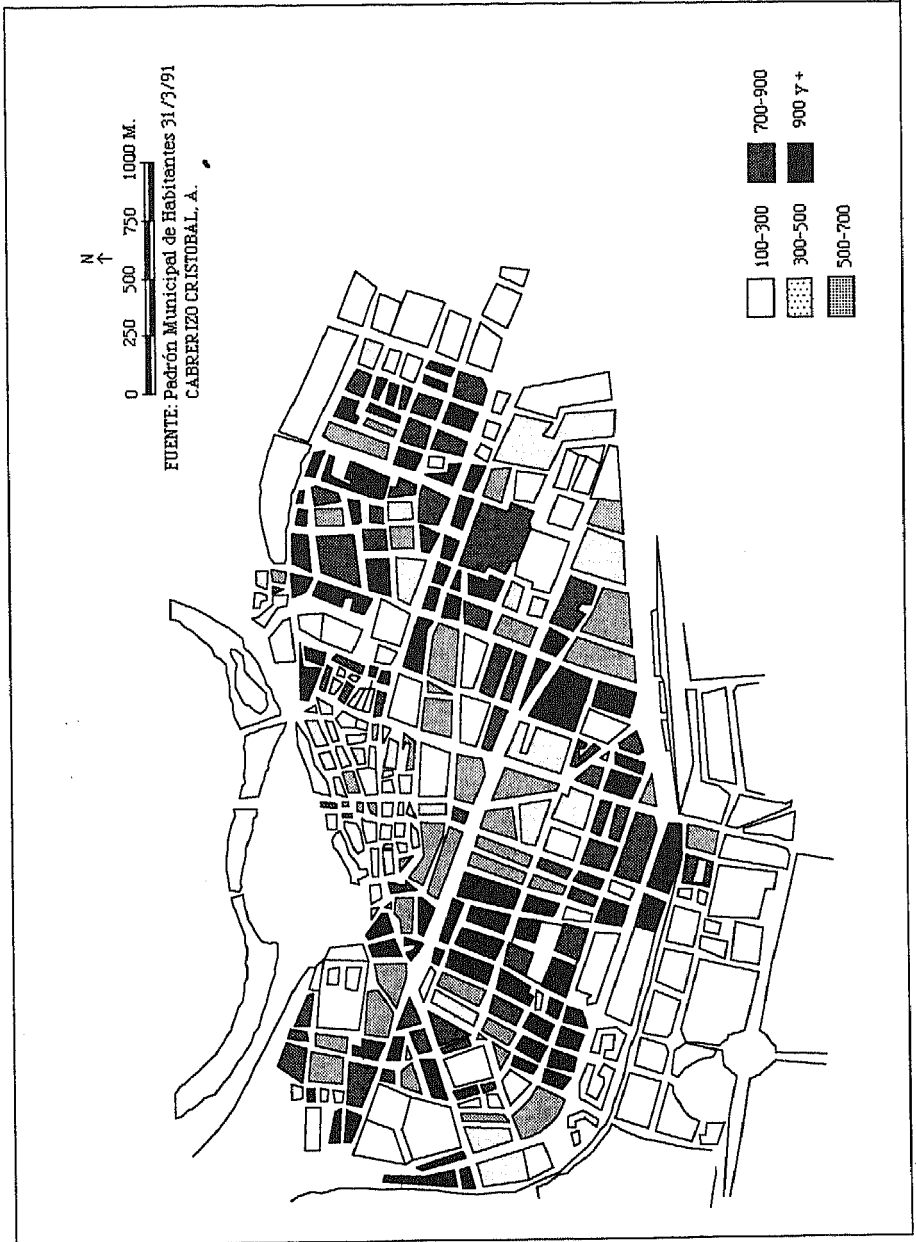 N
0 250 500 750 1000 M.
FUENTE: Padrón Municipal de Habitantes 31/3/91
CABRERIZO CRISTOBAL, A.
100-300 700-900
300-500 900 y +
500-700